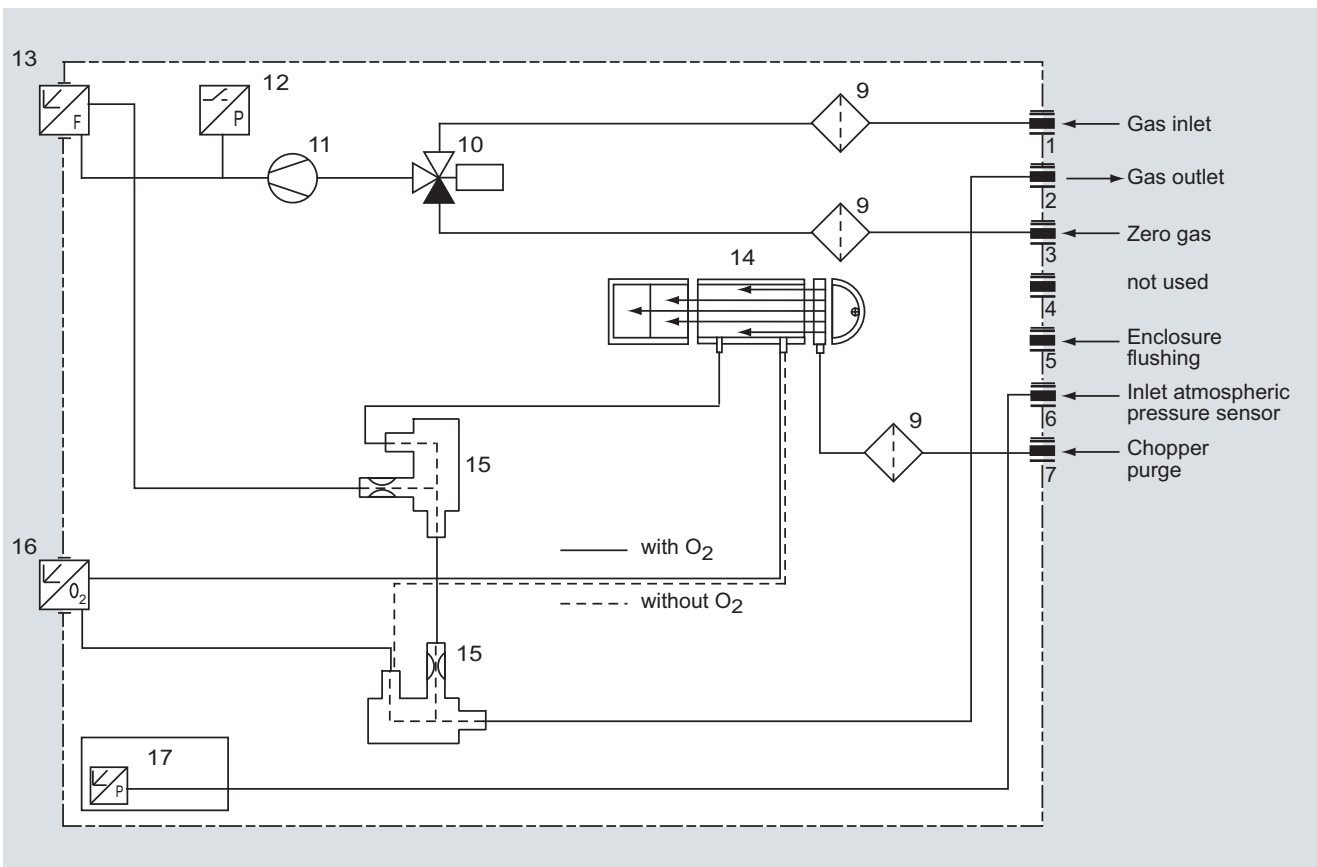 13
12
F
P
11
10
9
1
Gas inlet
2
Gas outlet
9
3
Zero gas
14
4
not used
5
Enclosure
flushing
6
Inlet atmospheric
pressure sensor
9
7
Chopper
purge
15
with O2
16
O2
without O2
15
17
P